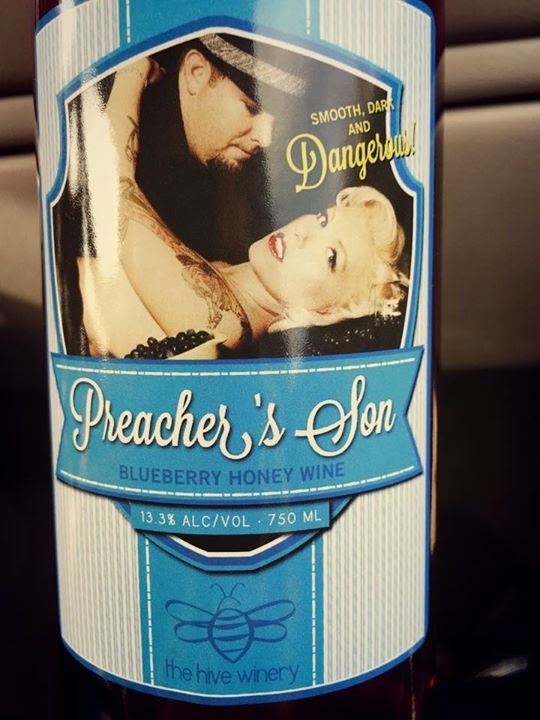 SMOOTH, DARK
AND
Dangerous!
Preacher's Son
BLUEBERRY HONEY WINE
13.3% ALC/VOL · 750 ML
the hive winery